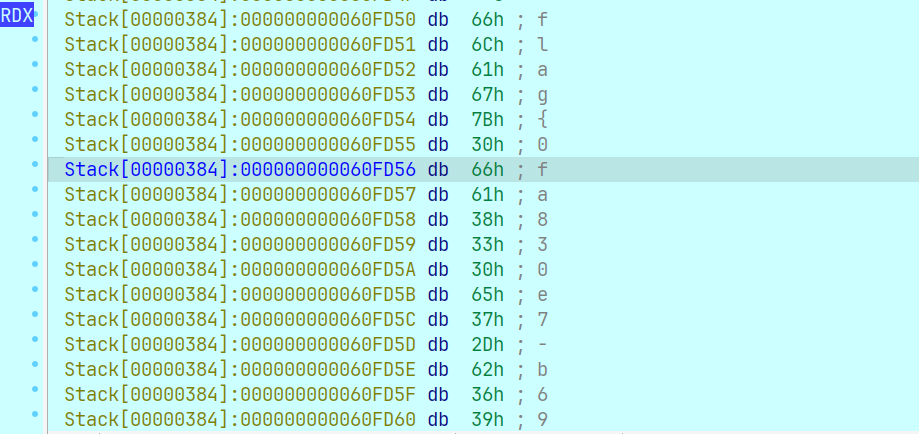 RDX
Stack[00000384]:000000000060FD50 db 66h ; f
Stack[00000384]:000000000060FD51 db 6Ch ; l
Stack[00000384]:000000000060FD52 db 61h ; a
Stack[00000384]:000000000060FD53 db 67h ; g
Stack[00000384]:000000000060FD54 db 7Bh ; {
Stack[00000384]:000000000060FD55 db 30h ; 0
Stack[00000384]:000000000060FD56 db 66h ; f
Stack[00000384]:000000000060FD57 db 61h ; a
Stack[00000384]:000000000060FD58 db 38h ; 8
Stack[00000384]:000000000060FD59 db 33h ; 3
Stack[00000384]:000000000060FD5A db 30h ; 0
Stack[00000384]:000000000060FD5B db 65h ; e
Stack[00000384]:000000000060FD5C db 37h ; 7
Stack[00000384]:000000000060FD5D db 2Dh ; -
Stack[00000384]:000000000060FD5E db 62h ; b
Stack[00000384]:000000000060FD5F db 36h ; 6
Stack[00000384]:000000000060FD60 db 39h ; 9